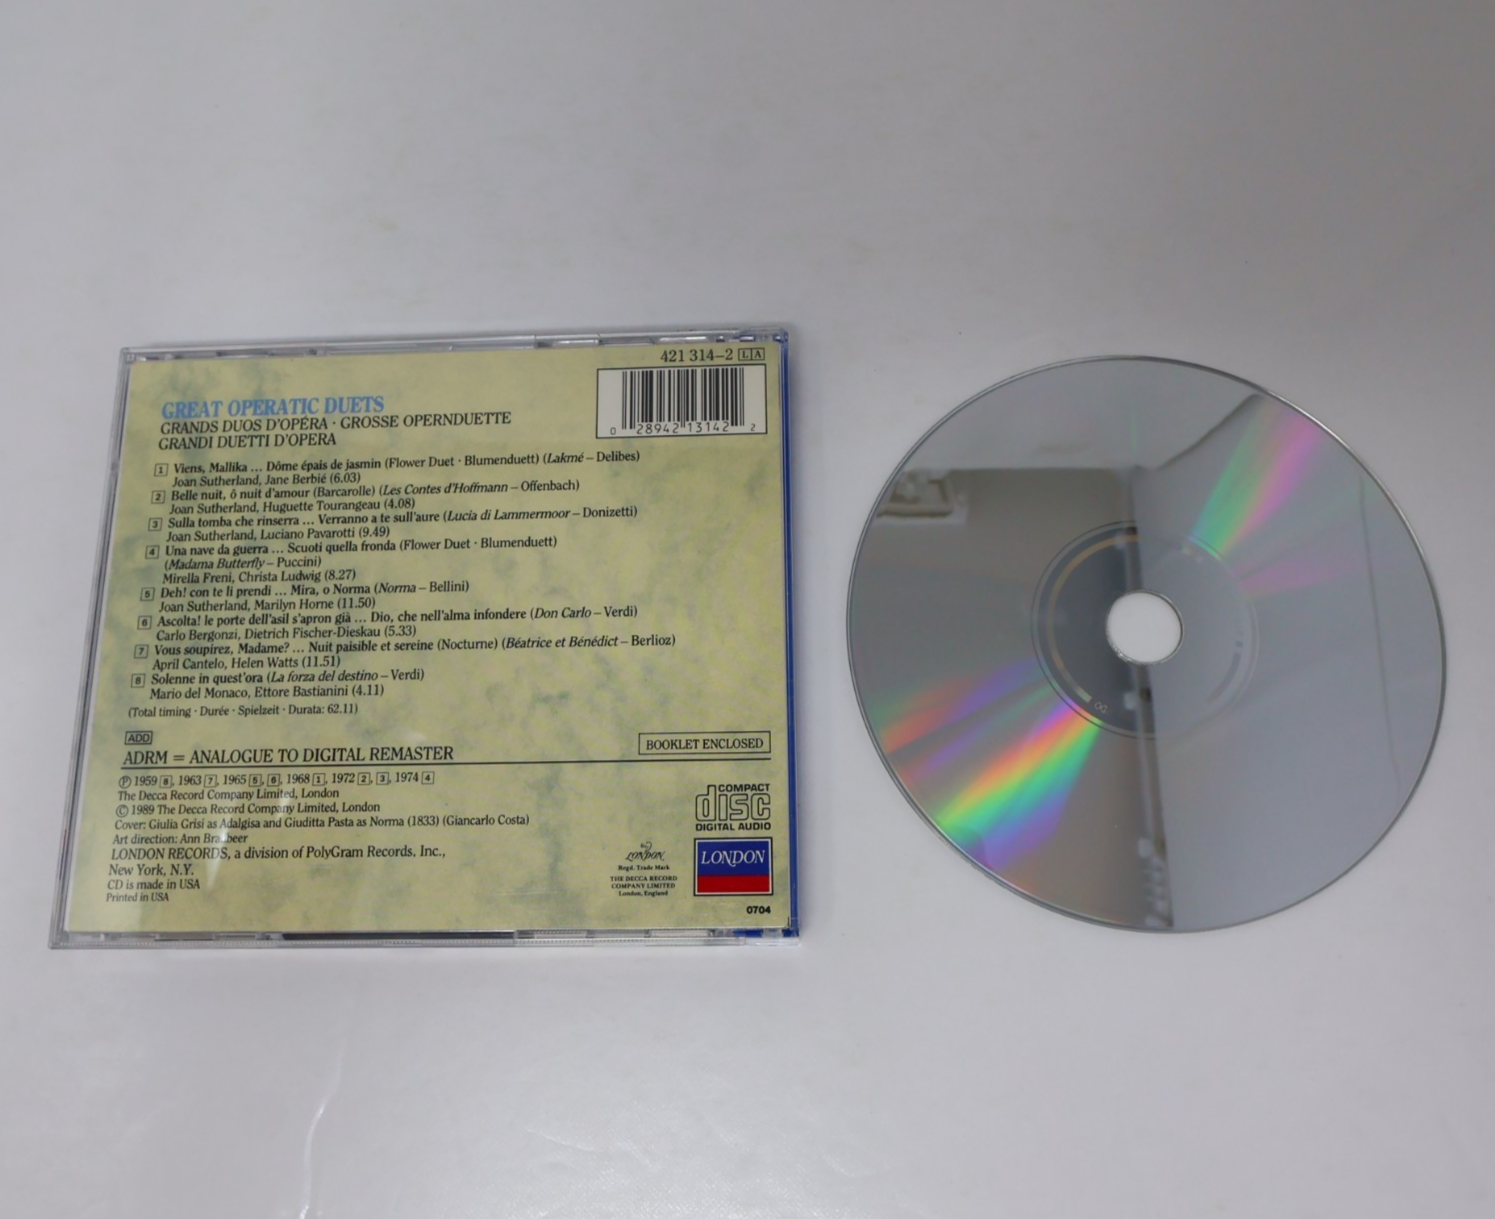 421 314-2 LA
0 28942 13142 2
GREAT OPERATIC DUETS
GRANDS DUOS D'OPÉRA · GROSSE OPERNDUETTE
GRANDI DUETTI D'OPERA
1 Viens, Mallika ... Dôme épais de jasmin (Flower Duet · Blumenduett) (Lakmé – Delibes)
Joan Sutherland, Jane Berbié (6.03)
2 Belle nuit, ô nuit d'amour (Barcarolle) (Les Contes d'Hoffmann – Offenbach)
Joan Sutherland, Huguette Tourangeau (4.08)
3 Sulla tomba che rinserra ... Verranno a te sull'aure (Lucia di Lammermoor – Donizetti)
Joan Sutherland, Luciano Pavarotti (9.49)
4 Una nave da guerra ... Scuoti quella fronda (Flower Duet · Blumenduett)
(Madama Butterfly – Puccini)
Mirella Freni, Christa Ludwig (8.27)
5 Deh! con te li prendi ... Mira, o Norma (Norma – Bellini)
Joan Sutherland, Marilyn Horne (11.50)
6 Ascolta! le porte dell'asil s'apron già ... Dio, che nell'alma infondere (Don Carlo – Verdi)
Carlo Bergonzi, Dietrich Fischer-Dieskau (5.33)
7 Vous soupirez, Madame? ... Nuit paisible et sereine (Nocturne) (Béatrice et Bénédict – Berlioz)
April Cantelo, Helen Watts (11.51)
8 Solenne in quest'ora (La forza del destino – Verdi)
Mario del Monaco, Ettore Bastianini (4.11)
(Total timing · Durée · Spielzeit · Durata: 62.11)
ADD
ADRM = ANALOGUE TO DIGITAL REMASTER
BOOKLET ENCLOSED
Ⓟ 1959 8, 1963 7, 1965 5, 6, 1968 1, 1972 2, 3, 1974 4
The Decca Record Company Limited, London
© 1989 The Decca Record Company Limited, London
Cover: Giulia Grisi as Adalgisa and Giuditta Pasta as Norma (1833) (Giancarlo Costa)
Art direction: Ann Bradbeer
LONDON RECORDS, a division of PolyGram Records, Inc.,
New York, N.Y.
CD is made in USA
Printed in USA
COMPACT
disc
DIGITAL AUDIO
LONDON
Regd. Trade Mark
THE DECCA RECORD
COMPANY LIMITED
London, England
LONDON
0704